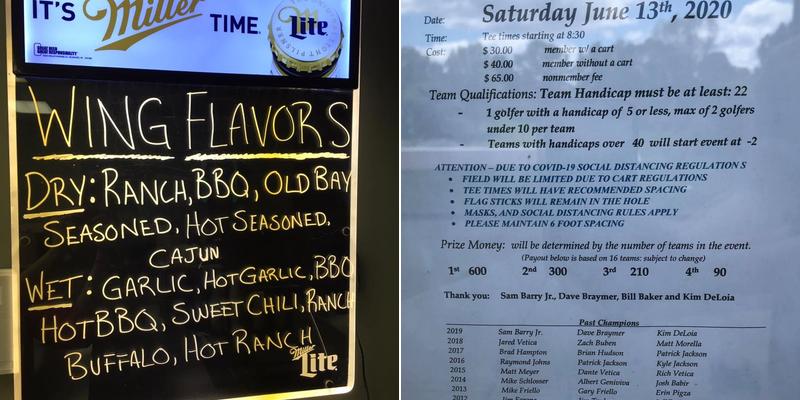 IT'S Miller TIME. Lite
WING FLAVORS
DRY: RANCH, BBQ, OLD BAY
SEASONED, HOT SEASONED,
CAJUN
WET: GARLIC, HOT GARLIC, BBQ
HOT BBQ, SWEET CHILI, RANCH
BUFFALO, HOT RANCH
Miller
Lite
Date: Saturday June 13th, 2020
Time: Tee times starting at 8:30
Cost: $ 30.00 member w/ a cart
$ 40.00 member without a cart
$ 65.00 nonmember fee
Team Qualifications: Team Handicap must be at least: 22
- 1 golfer with a handicap of 5 or less, max of 2 golfers
under 10 per team
- Teams with handicaps over 40 will start event at -2
ATTENTION – DUE TO COVID-19 SOCIAL DISTANCING REGULATIONS
• FIELD WILL BE LIMITED DUE TO CART REGULATIONS
• TEE TIMES WILL HAVE RECOMMENDED SPACING
• FLAG STICKS WILL REMAIN IN THE HOLE
• MASKS, AND SOCIAL DISTANCING RULES APPLY
• PLEASE MAINTAIN 6 FOOT SPACING
Prize Money: will be determined by the number of teams in the event.
(Payout below is based on 16 teams: subject to change)
1st 600 2nd 300 3rd 210 4th 90
Thank you: Sam Barry Jr., Dave Braymer, Bill Baker and Kim DeLoia
Past Champions
2019 Sam Barry Jr. Dave Braymer Kim DeLoia
2018 Jared Vetica Zach Buben Matt Morella
2017 Brad Hampton Brian Hudson Patrick Jackson
2016 Raymond Johns Patrick Jackson Kyle Jackson
2015 Matt Meyer Dante Vetica Rich Vetica
2014 Mike Schlosser Albert Geniviva Josh Babir
2013 Mike Friello Gary Friello Erin Pigza
2012